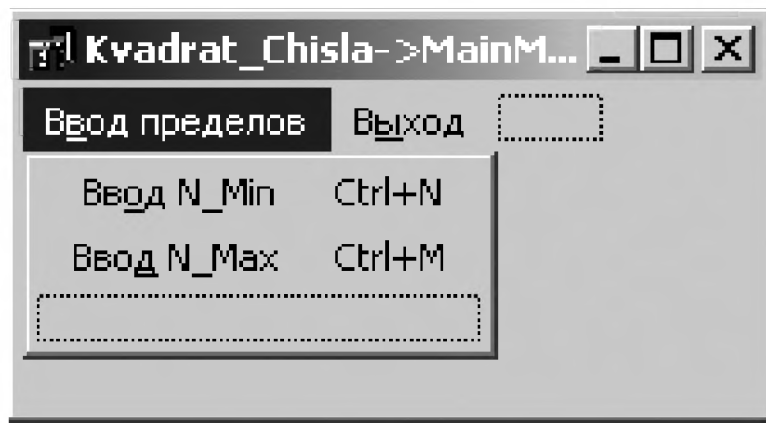 Kvadrat_Chisla->MainM...
Ввод пределов Выход
Ввод N_Min Ctrl+N
Ввод N_Max Ctrl+M